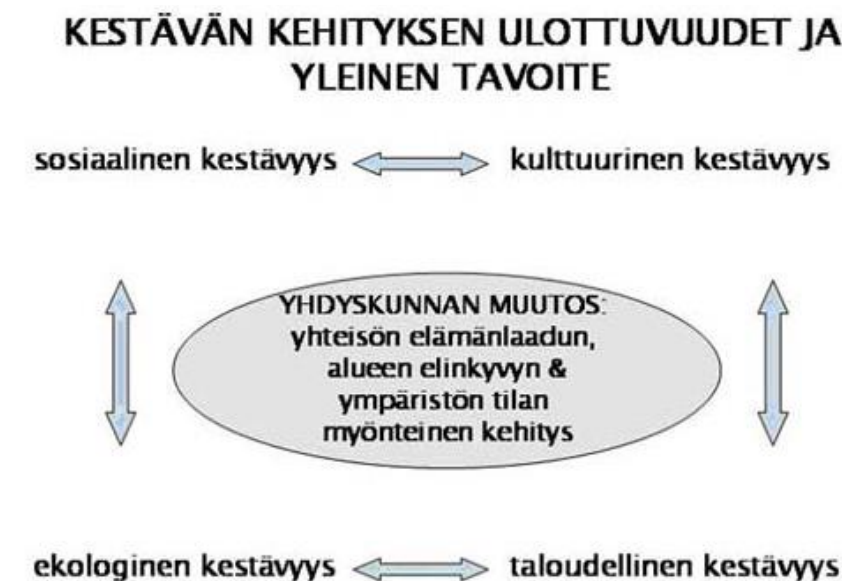 KESTÄVÄN KEHITYKSEN ULOTTUVUUDET JA
YLEINEN TAVOITE
sosiaalinen kestävyys kulttuurinen kestävyys
YHDYSKUNNAN MUUTOS:
yhteisön elämänlaadun,
alueen elinkyvyn &
ympäristön tilan
myönteinen kehitys
ekologinen kestävyys taloudellinen kestävyys